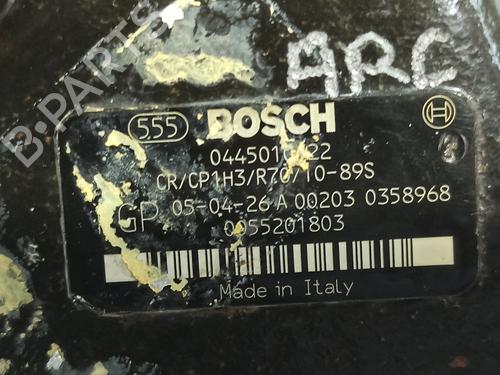 B-PARTS
ARC
555 BOSCH
CR/CP1H3/R70/10-89S
GP 05-04-26 A 00203 0358968
0055201803
Made in Italy